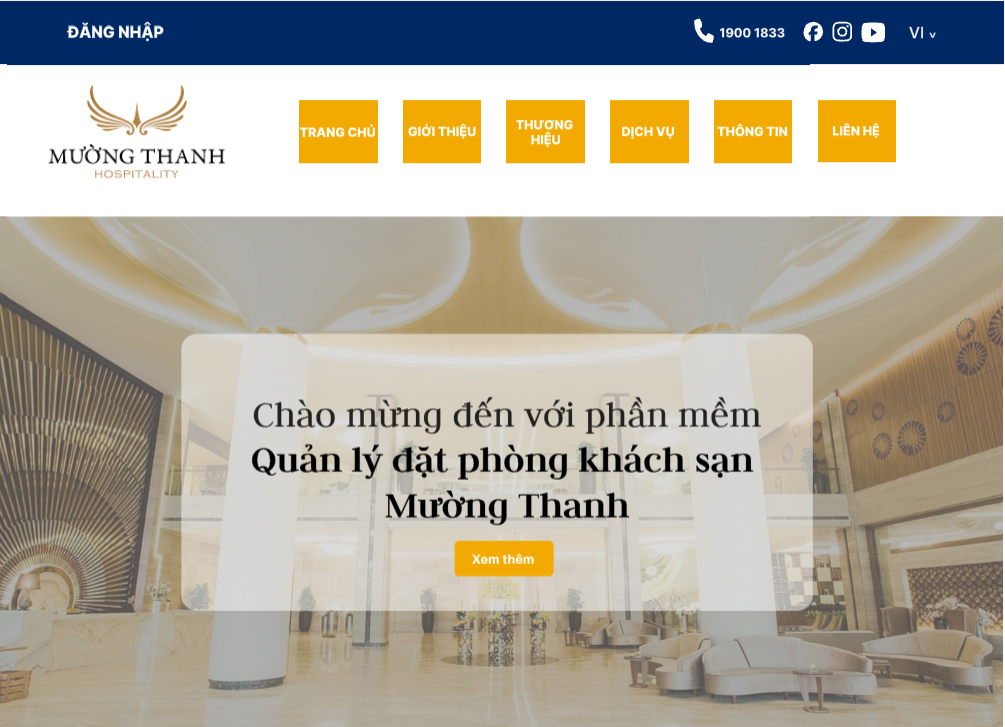 ĐĂNG NHẬP
1900 1833
VI
MƯỜNG THANH
HOSPITALITY
TRANG CHỦ
GIỚI THIỆU
THƯƠNG
HIỆU
DỊCH VỤ
THÔNG TIN
LIÊN HỆ
Chào mừng đến với phần mềm
Quản lý đặt phòng khách sạn
Mường Thanh
Xem thêm